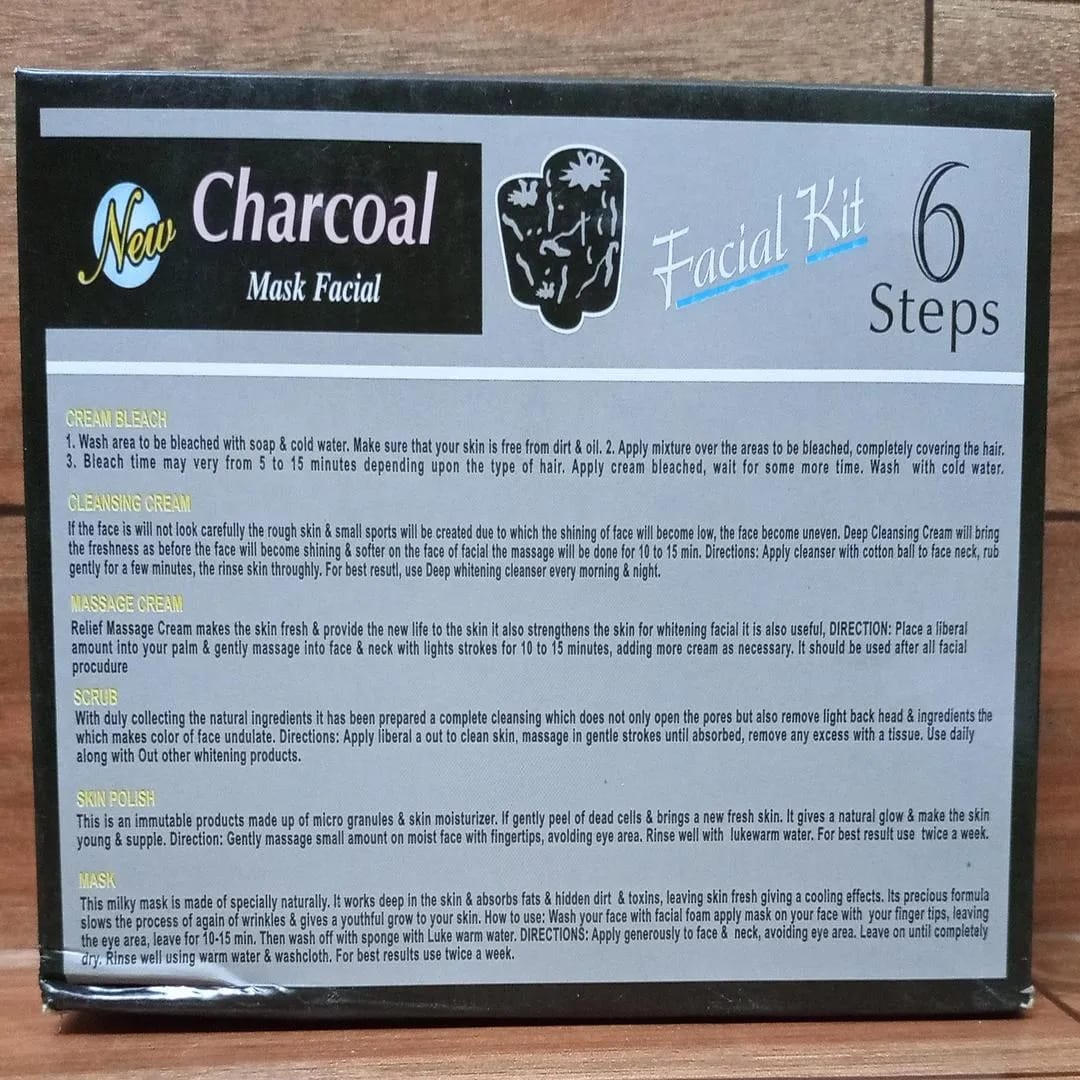 New Charcoal
Mask Facial
Facial Kit
6
Steps
CREAM BLEACH
1. Wash area to be bleached with soap & cold water. Make sure that your skin is free from dirt & oil. 2. Apply mixture over the areas to be bleached, completely covering the hair.
3. Bleach time may very from 5 to 15 minutes depending upon the type of hair. Apply cream bleached, wait for some more time. Wash with cold water.
CLEANSING CREAM
If the face is will not look carefully the rough skin & small sports will be created due to which the shining of face will become low, the face become uneven. Deep Cleansing Cream will bring
the freshness as before the face will become shining & softer on the face of facial the massage will be done for 10 to 15 min. Directions: Apply cleanser with cotton ball to face neck, rub
gently for a few minutes, the rinse skin throughly. For best resutl, use Deep whitening cleanser every morning & night.
MASSAGE CREAM
Relief Massage Cream makes the skin fresh & provide the new life to the skin it also strengthens the skin for whitening facial it is also useful, DIRECTION: Place a liberal
amount into your palm & gently massage into face & neck with lights strokes for 10 to 15 minutes, adding more cream as necessary. It should be used after all facial
procudure
SCRUB
With duly collecting the natural ingredients it has been prepared a complete cleansing which does not only open the pores but also remove light back head & ingredients the
which makes color of face undulate. Directions: Apply liberal a out to clean skin, massage in gentle strokes until absorbed, remove any excess with a tissue. Use daily
along with Out other whitening products.
SKIN POLISH
This is an immutable products made up of micro granules & skin moisturizer. If gently peel of dead cells & brings a new fresh skin. It gives a natural glow & make the skin
young & supple. Direction: Gently massage small amount on moist face with fingertips, avolding eye area. Rinse well with lukewarm water. For best result use twice a week.
MASK
This milky mask is made of specially naturally. It works deep in the skin & absorbs fats & hidden dirt & toxins, leaving skin fresh giving a cooling effects. Its precious formula
slows the process of again of wrinkles & gives a youthful grow to your skin. How to use: Wash your face with facial foam apply mask on your face with your finger tips, leaving
the eye area, leave for 10-15 min. Then wash off with sponge with Luke warm water. DIRECTIONS: Apply generously to face & neck, avoiding eye area. Leave on until completely
dry. Rinse well using warm water & washcloth. For best results use twice a week.